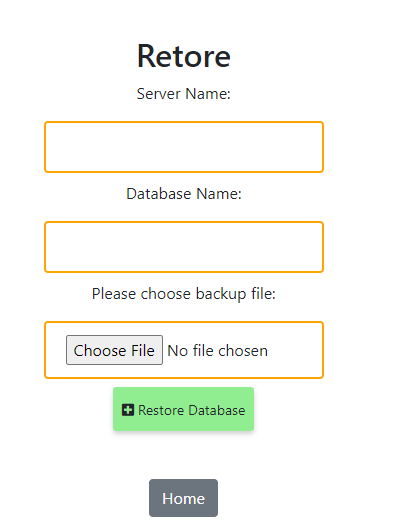 Retore
Server Name:
Database Name:
Please choose backup file:
Choose File No file chosen
Restore Database
Home